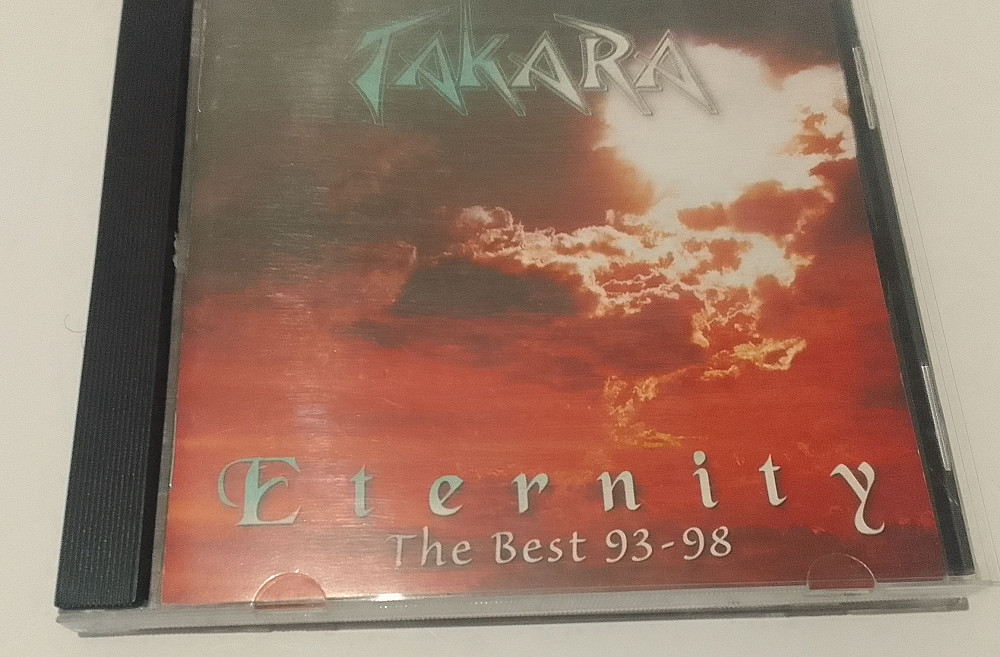 TAKARA
Eternity
The Best 93-98